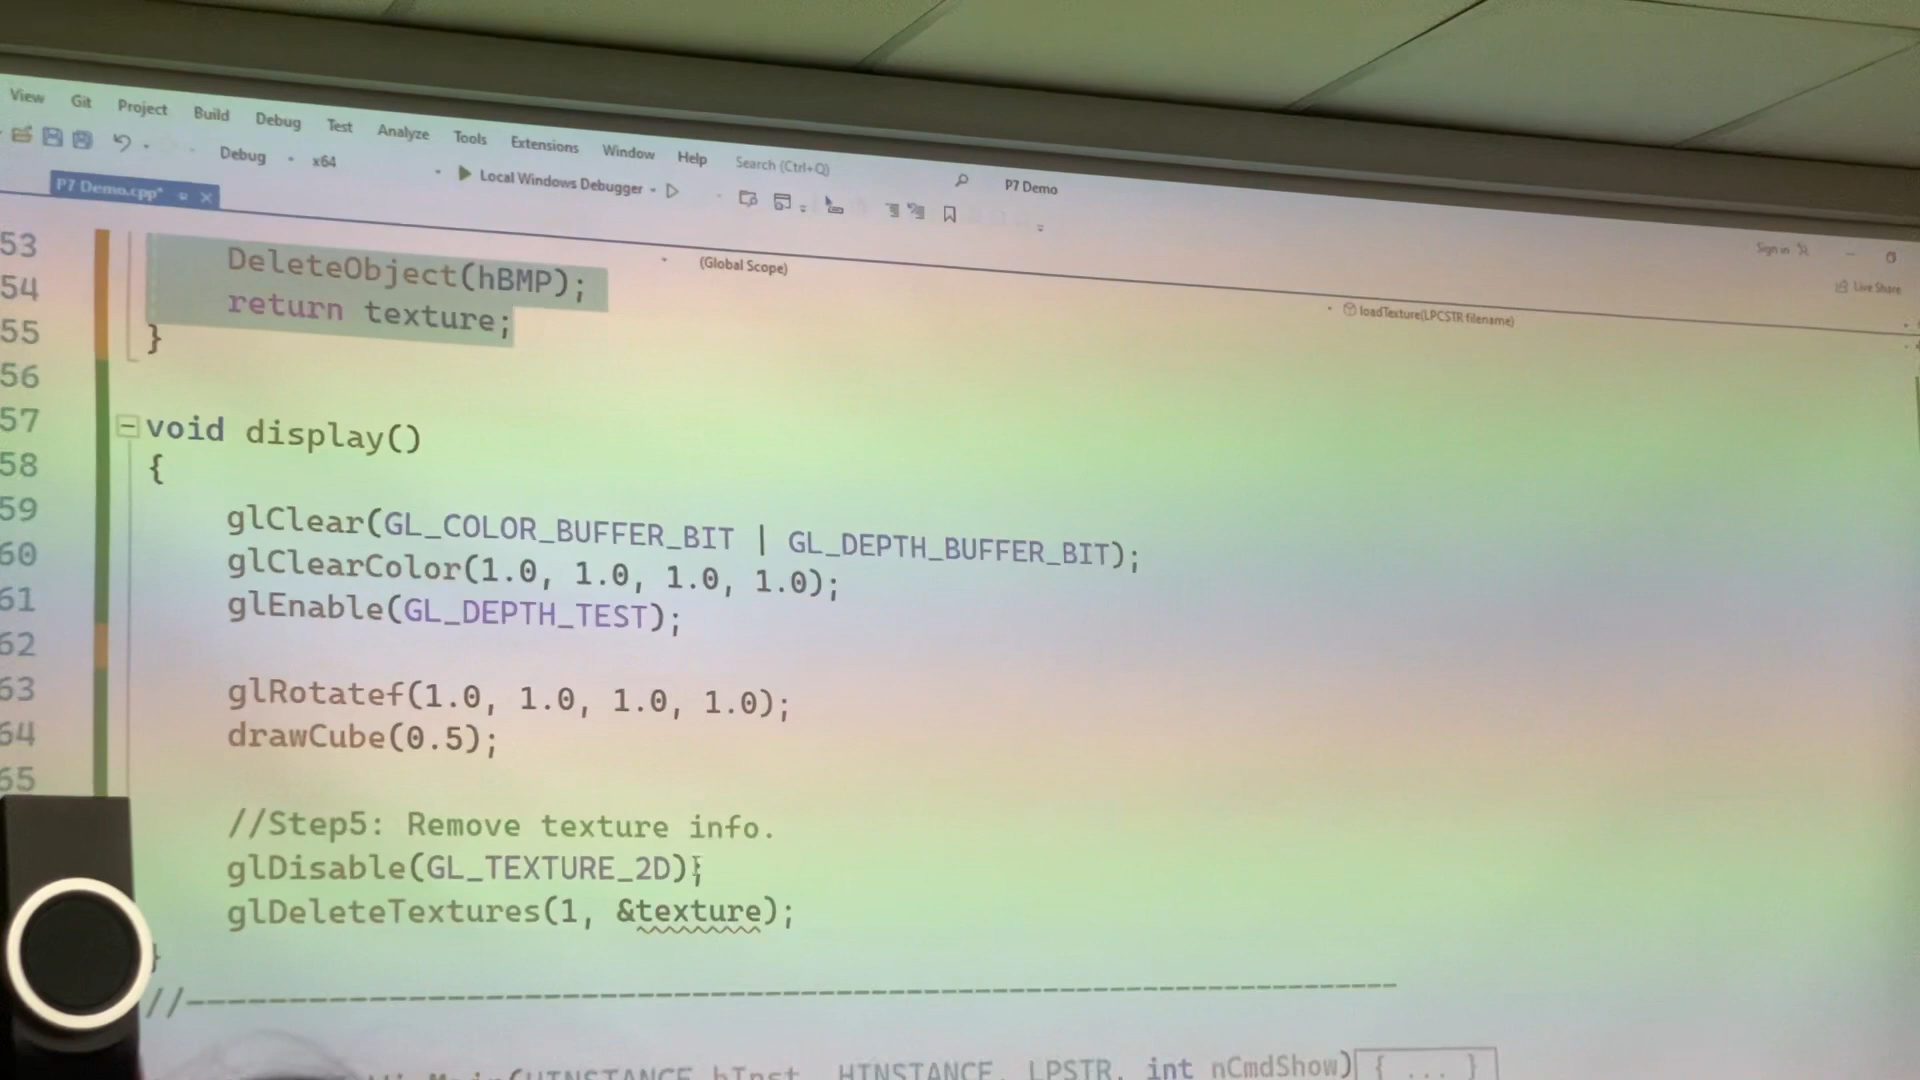 View Git Project Build Debug Test Analyze Tools Extensions Window Help Search (Ctrl+Q) P7 Demo
Sign in
Debug x64 Local Windows Debugger
Live Share
P7 Demo.cpp*
(Global Scope)
loadTexture(LPCSTR filename)
53 DeleteObject(hBMP);
54 return texture;
55 }
56
57 void display()
58 {
59 glClear(GL_COLOR_BUFFER_BIT | GL_DEPTH_BUFFER_BIT);
60 glClearColor(1.0, 1.0, 1.0, 1.0);
61 glEnable(GL_DEPTH_TEST);
62
63 glRotatef(1.0, 1.0, 1.0, 1.0);
64 drawCube(0.5);
65
//Step5: Remove texture info.
glDisable(GL_TEXTURE_2D);
glDeleteTextures(1, &texture);
}
//--------------------------------------------------------------
HINSTANCE, LPSTR, int nCmdShow) { ... }